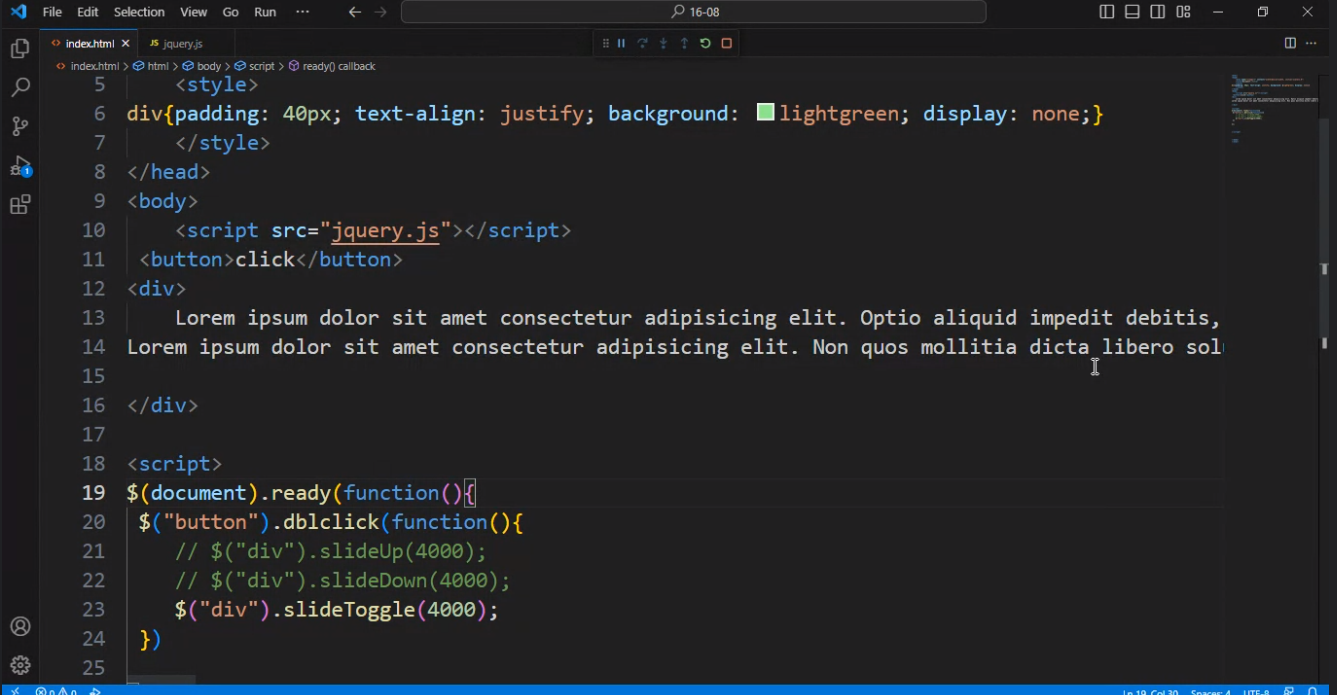 File Edit Selection View Go Run ··· 16-08
index.html JS jquery.js
index.html > html > body > script > ready() callback
5 <style>
6 div{padding: 40px; text-align: justify; background: lightgreen; display: none;}
7 </style>
8 </head>
9 <body>
10 <script src="jquery.js"></script>
11 <button>click</button>
12 <div>
13 Lorem ipsum dolor sit amet consectetur adipisicing elit. Optio aliquid impedit debitis,
14 Lorem ipsum dolor sit amet consectetur adipisicing elit. Non quos mollitia dicta libero
15
16 </div>
17
18 <script>
19 $(document).ready(function(){
20 $("button").dblclick(function(){
21 // $("div").slideUp(4000);
22 // $("div").slideDown(4000);
23 $("div").slideToggle(4000);
24 })
25
1
0 0 Ln 19, Col 30 Spaces: 4 UTF-8